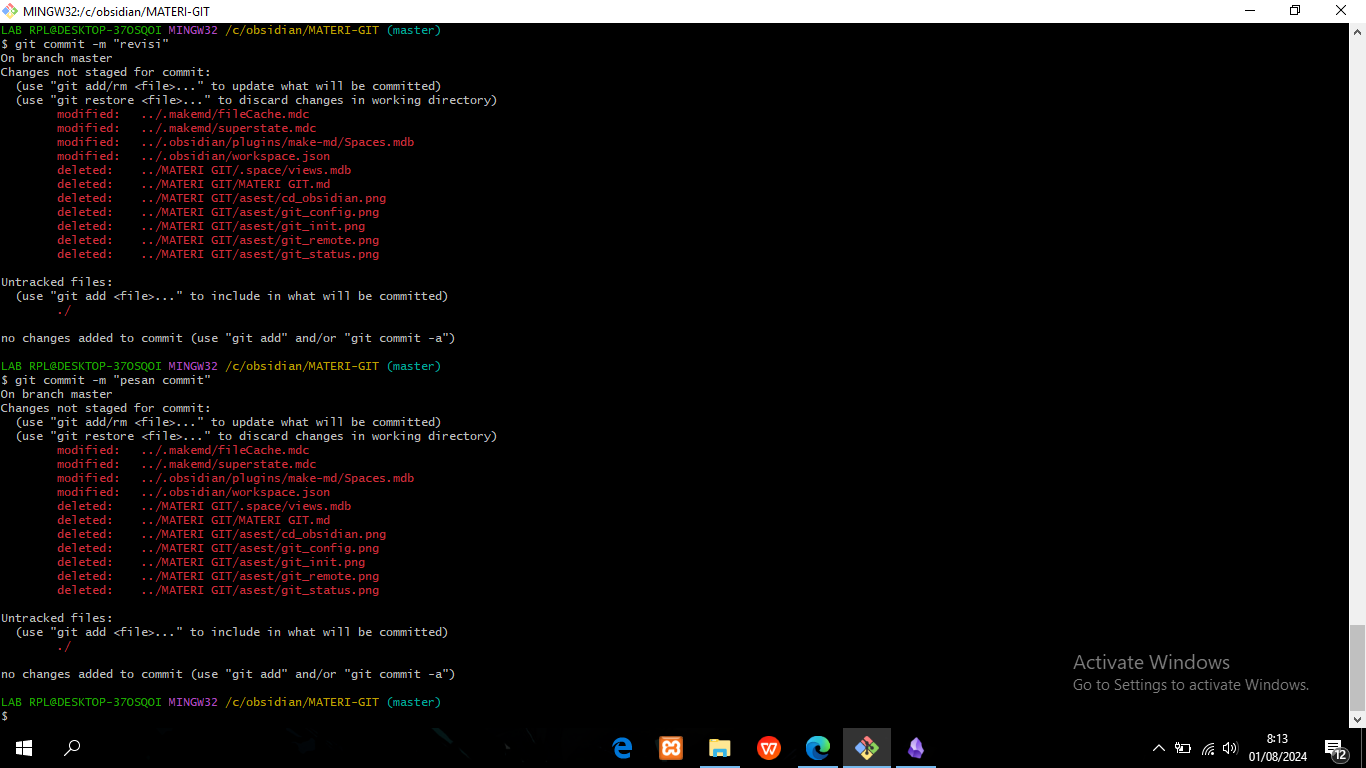 MINGW32:/c/obsidian/MATERI-GIT
LAB RPL@DESKTOP-37OSQOI MINGW32 /c/obsidian/MATERI-GIT (master)
$ git commit -m "revisi"
On branch master
Changes not staged for commit:
  (use "git add/rm <file>..." to update what will be committed)
  (use "git restore <file>..." to discard changes in working directory)
        modified:   ../.makemd/fileCache.mdc
        modified:   ../.makemd/superstate.mdc
        modified:   ../.obsidian/plugins/make-md/Spaces.mdb
        modified:   ../.obsidian/workspace.json
        deleted:    ../MATERI GIT/.space/views.mdb
        deleted:    ../MATERI GIT/MATERI GIT.md
        deleted:    ../MATERI GIT/asest/cd_obsidian.png
        deleted:    ../MATERI GIT/asest/git_config.png
        deleted:    ../MATERI GIT/asest/git_init.png
        deleted:    ../MATERI GIT/asest/git_remote.png
        deleted:    ../MATERI GIT/asest/git_status.png
Untracked files:
  (use "git add <file>..." to include in what will be committed)
        ./
no changes added to commit (use "git add" and/or "git commit -a")
LAB RPL@DESKTOP-37OSQOI MINGW32 /c/obsidian/MATERI-GIT (master)
$ git commit -m "pesan commit"
On branch master
Changes not staged for commit:
  (use "git add/rm <file>..." to update what will be committed)
  (use "git restore <file>..." to discard changes in working directory)
        modified:   ../.makemd/fileCache.mdc
        modified:   ../.makemd/superstate.mdc
        modified:   ../.obsidian/plugins/make-md/Spaces.mdb
        modified:   ../.obsidian/workspace.json
        deleted:    ../MATERI GIT/.space/views.mdb
        deleted:    ../MATERI GIT/MATERI GIT.md
        deleted:    ../MATERI GIT/asest/cd_obsidian.png
        deleted:    ../MATERI GIT/asest/git_config.png
        deleted:    ../MATERI GIT/asest/git_init.png
        deleted:    ../MATERI GIT/asest/git_remote.png
        deleted:    ../MATERI GIT/asest/git_status.png
Untracked files:
  (use "git add <file>..." to include in what will be committed)
        ./
no changes added to commit (use "git add" and/or "git commit -a")
LAB RPL@DESKTOP-37OSQOI MINGW32 /c/obsidian/MATERI-GIT (master)
$
Activate Windows
Go to Settings to activate Windows.
8:13
01/08/2024
12